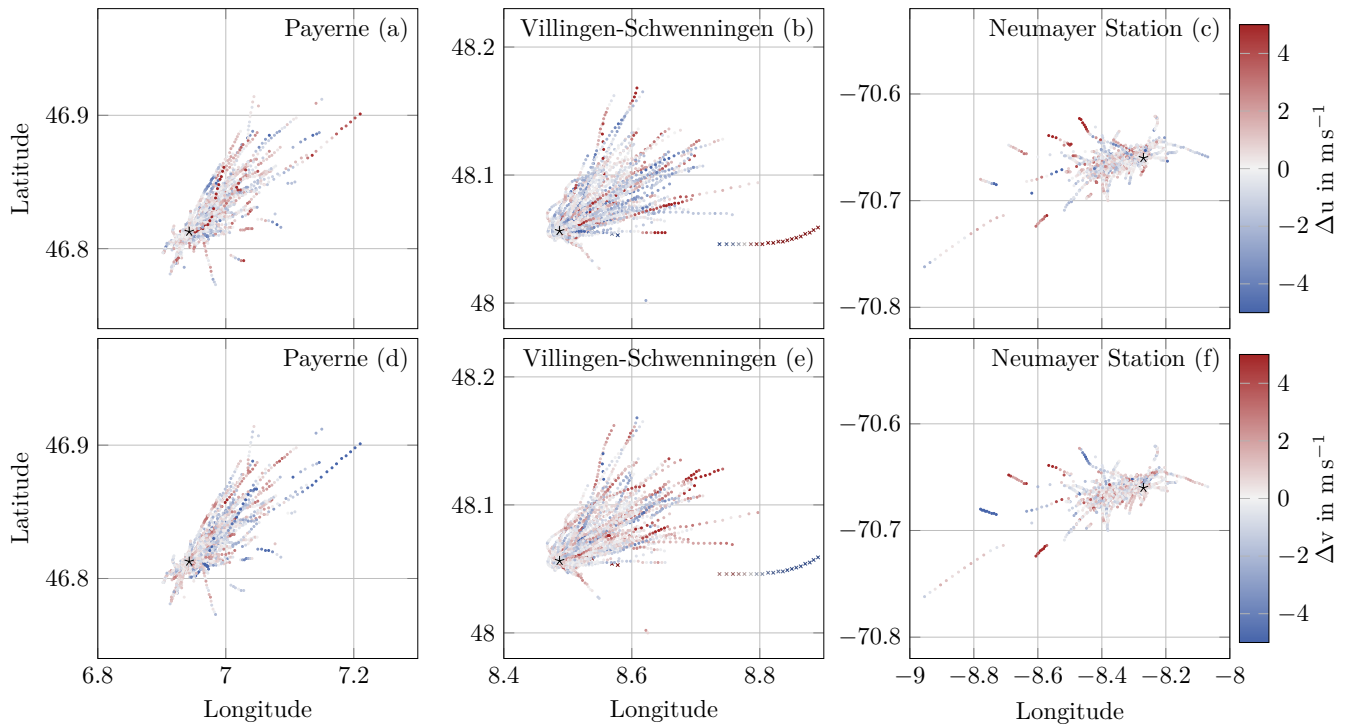 Payerne (a)
46.9
46.8
Latitude
Villingen-Schwenningen (b)
48.2
48.1
48
Neumayer Station (c)
−70.6
−70.7
−70.8
4
2
0
−2
−4
Δu in m s⁻¹
Payerne (d)
46.9
46.8
Latitude
6.8 7 7.2
Longitude
Villingen-Schwenningen (e)
48.2
48.1
48
8.4 8.6 8.8
Longitude
Neumayer Station (f)
−70.6
−70.7
−70.8
−9 −8.8 −8.6 −8.4 −8.2 −8
Longitude
4
2
0
−2
−4
Δv in m s⁻¹